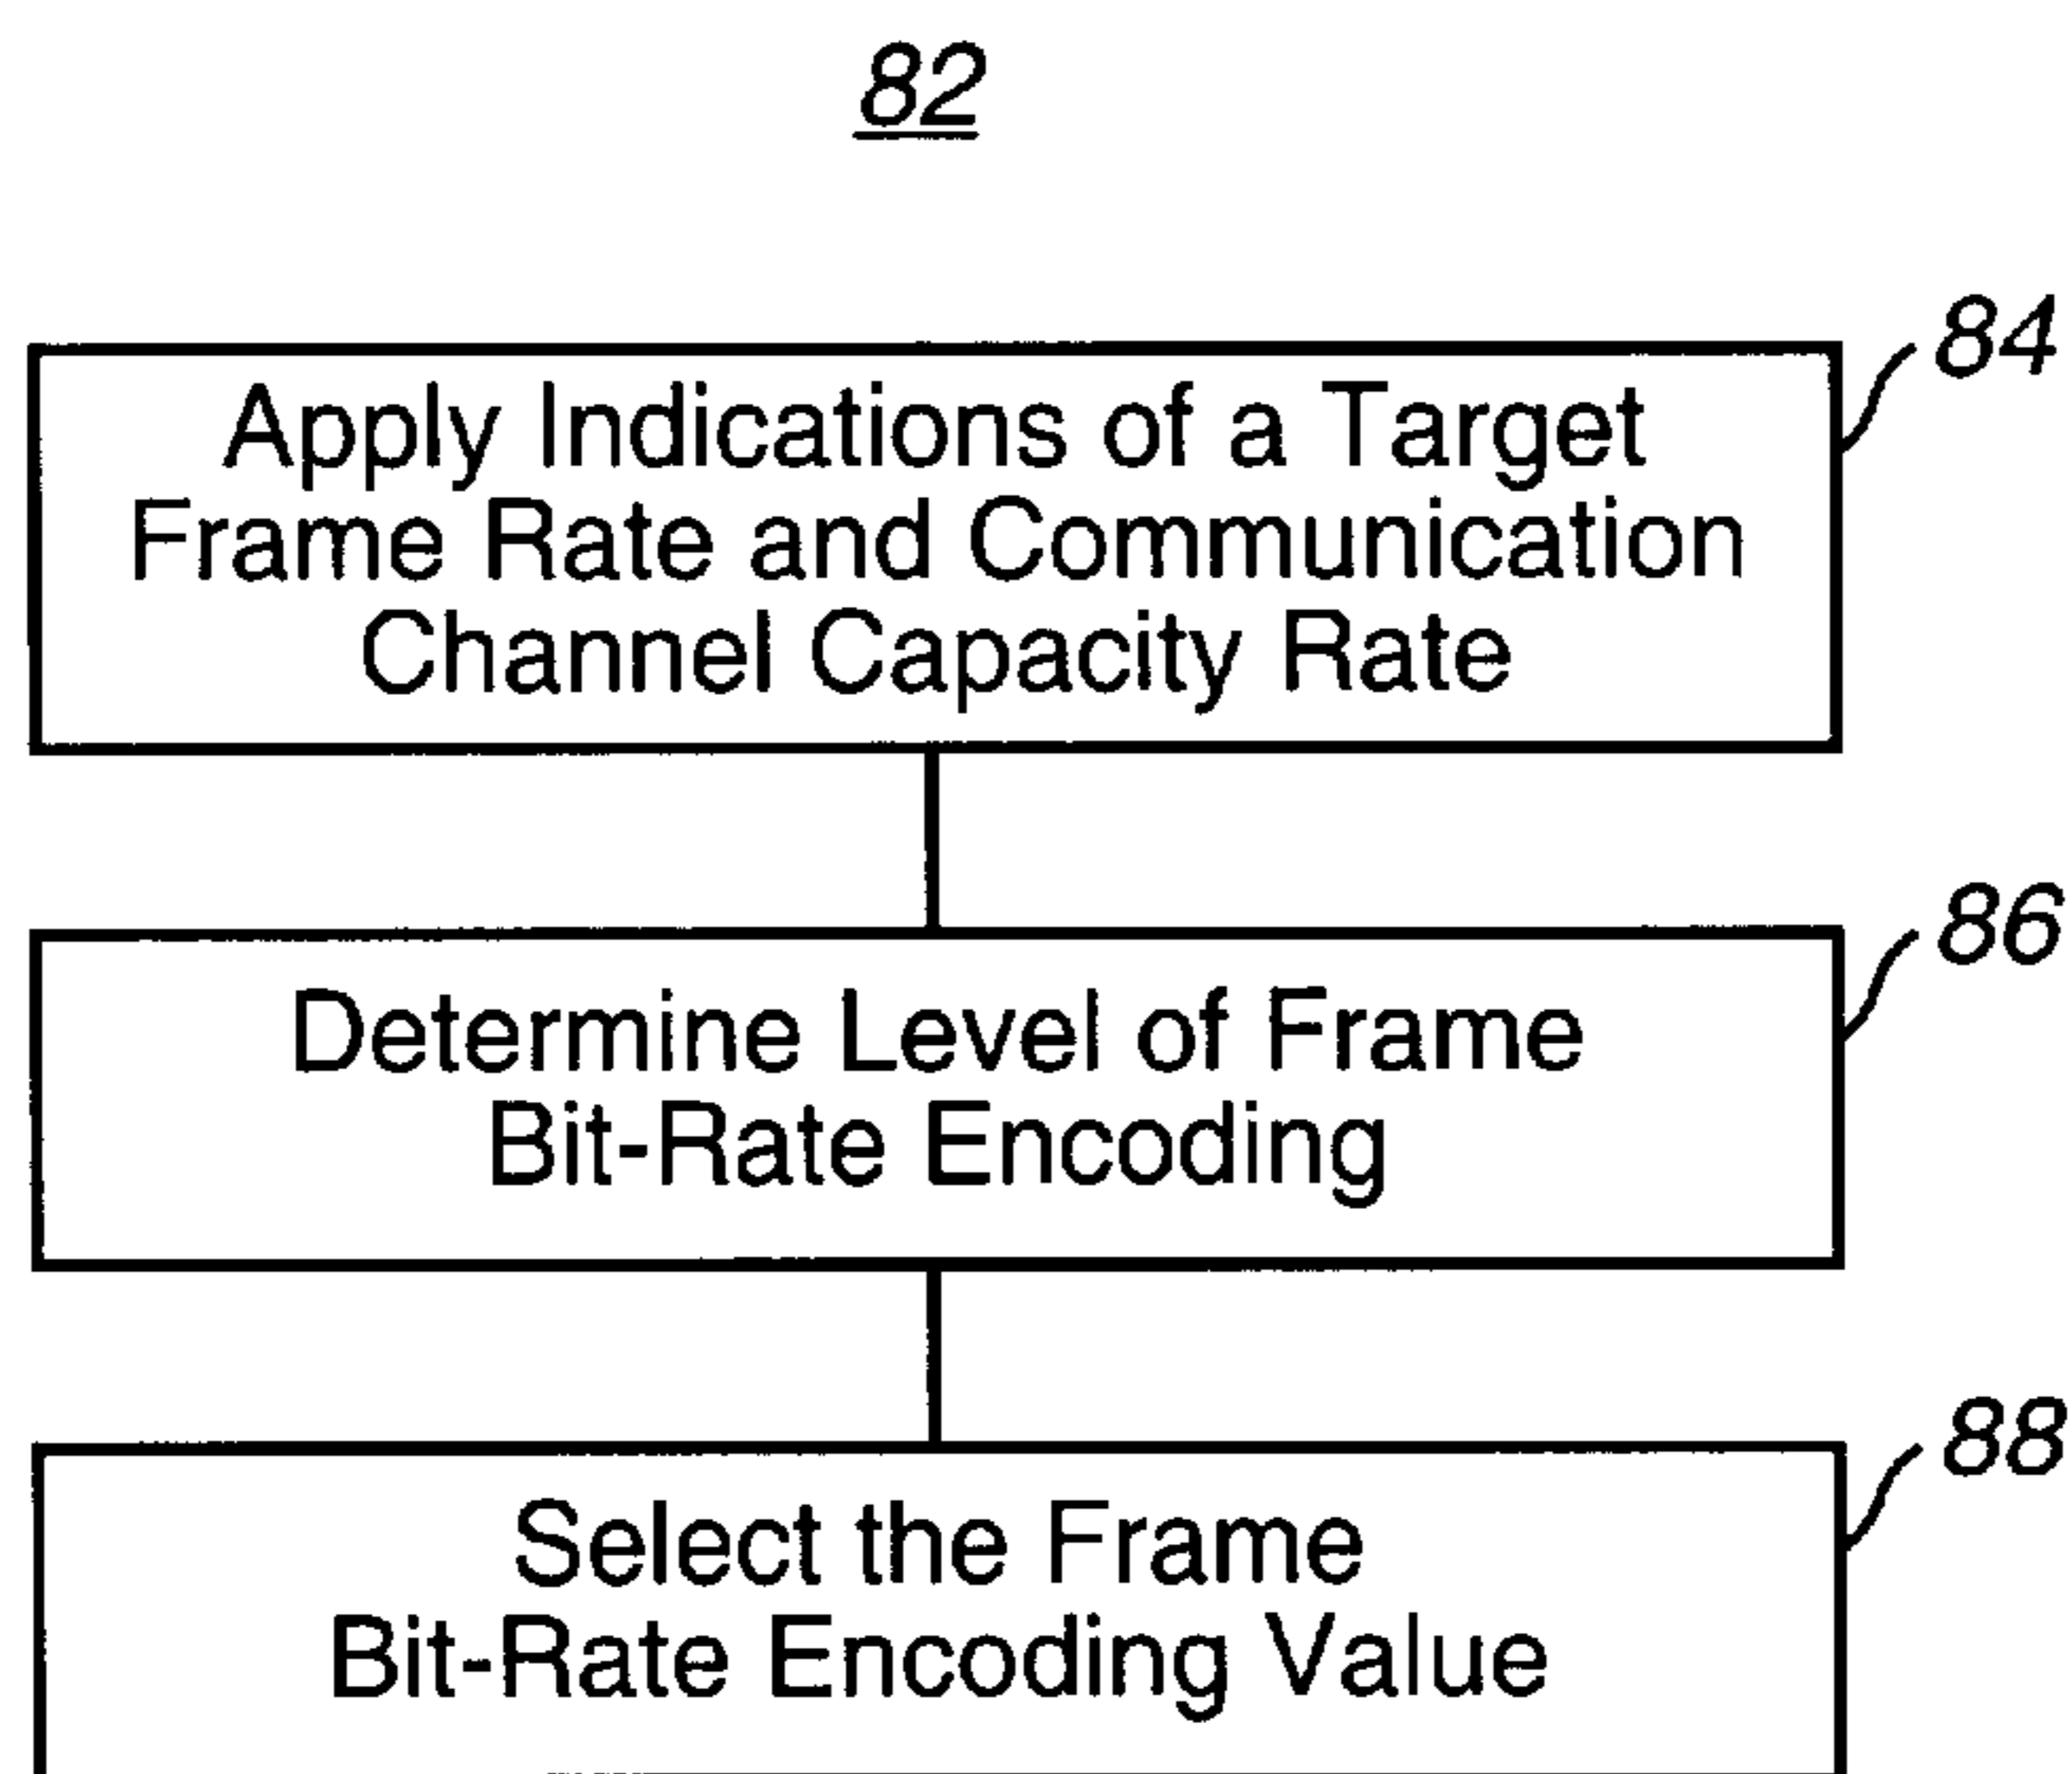 82
84
Apply Indications of a Target
Frame Rate and Communication
Channel Capacity Rate
86
Determine Level of Frame
Bit-Rate Encoding
88
Select the Frame
Bit-Rate Encoding Value